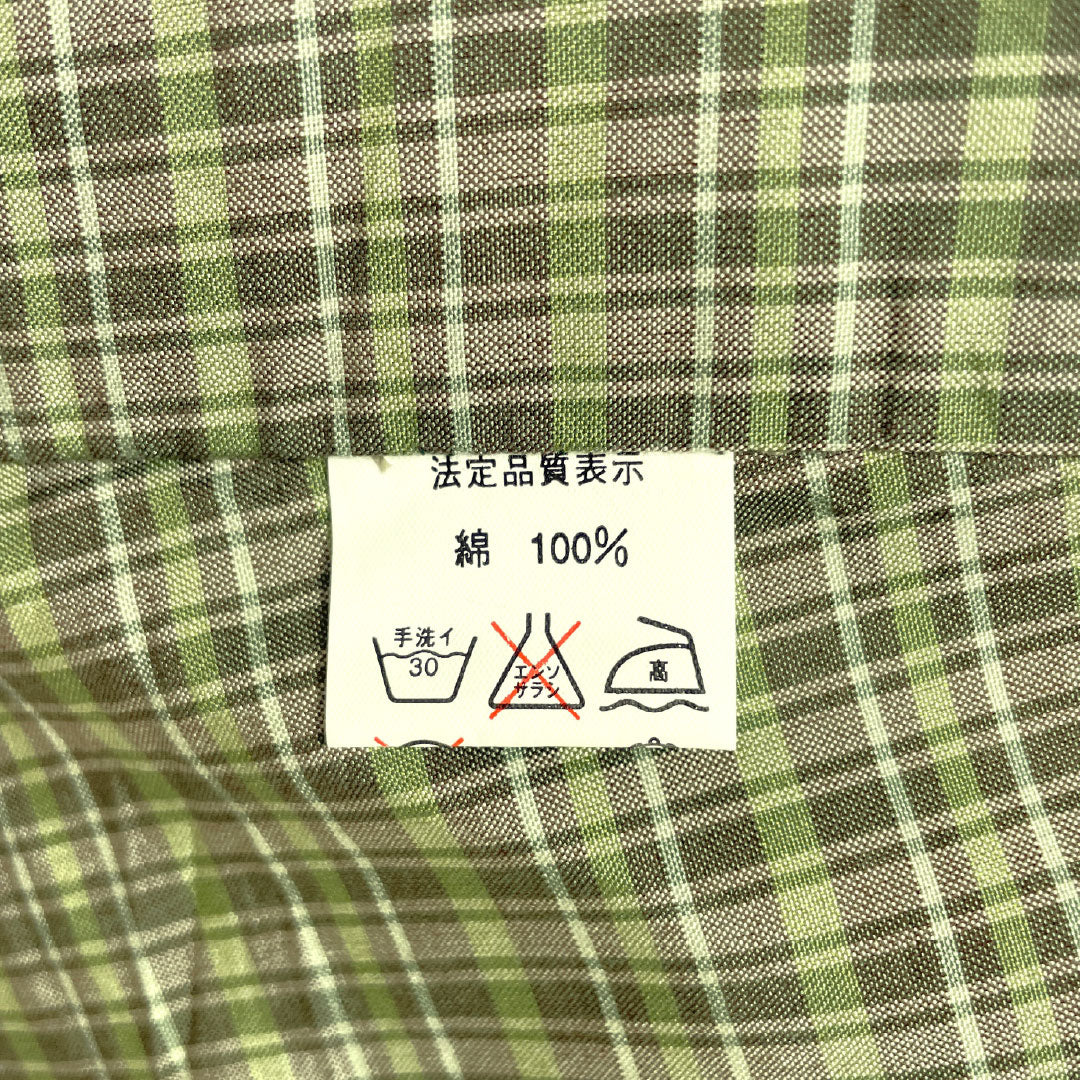 法定品質表示
綿 100%
手洗イ
30
エンソ
サラシ
高